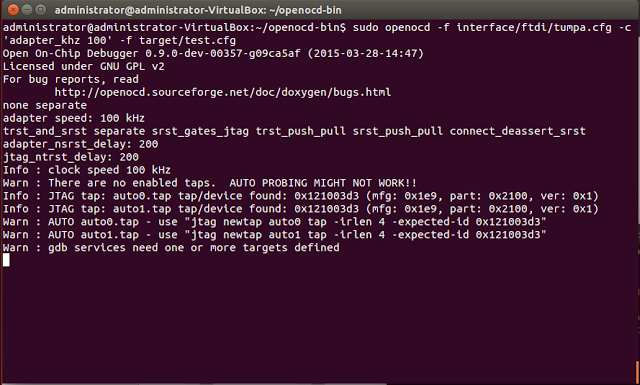 administrator@administrator-VirtualBox: ~/openocd-bin
administrator@administrator-VirtualBox:~/openocd-bin$ sudo openocd -f interface/ftdi/tumpa.cfg -c
'adapter_khz 100' -f target/test.cfg
Open On-Chip Debugger 0.9.0-dev-00357-g09ca5af (2015-03-28-14:47)
Licensed under GNU GPL v2
For bug reports, read
http://openocd.sourceforge.net/doc/doxygen/bugs.html
none separate
adapter speed: 100 kHz
trst_and_srst separate srst_gates_jtag trst_push_pull srst_push_pull connect_deassert_srst
adapter_nsrst_delay: 200
jtag_ntrst_delay: 200
Info : clock speed 100 kHz
Warn : There are no enabled taps.  AUTO PROBING MIGHT NOT WORK!!
Info : JTAG tap: auto0.tap tap/device found: 0x121003d3 (mfg: 0x1e9, part: 0x2100, ver: 0x1)
Info : JTAG tap: auto1.tap tap/device found: 0x121003d3 (mfg: 0x1e9, part: 0x2100, ver: 0x1)
Warn : AUTO auto0.tap - use "jtag newtap auto0 tap -irlen 4 -expected-id 0x121003d3"
Warn : AUTO auto1.tap - use "jtag newtap auto1 tap -irlen 4 -expected-id 0x121003d3"
Warn : gdb services need one or more targets defined